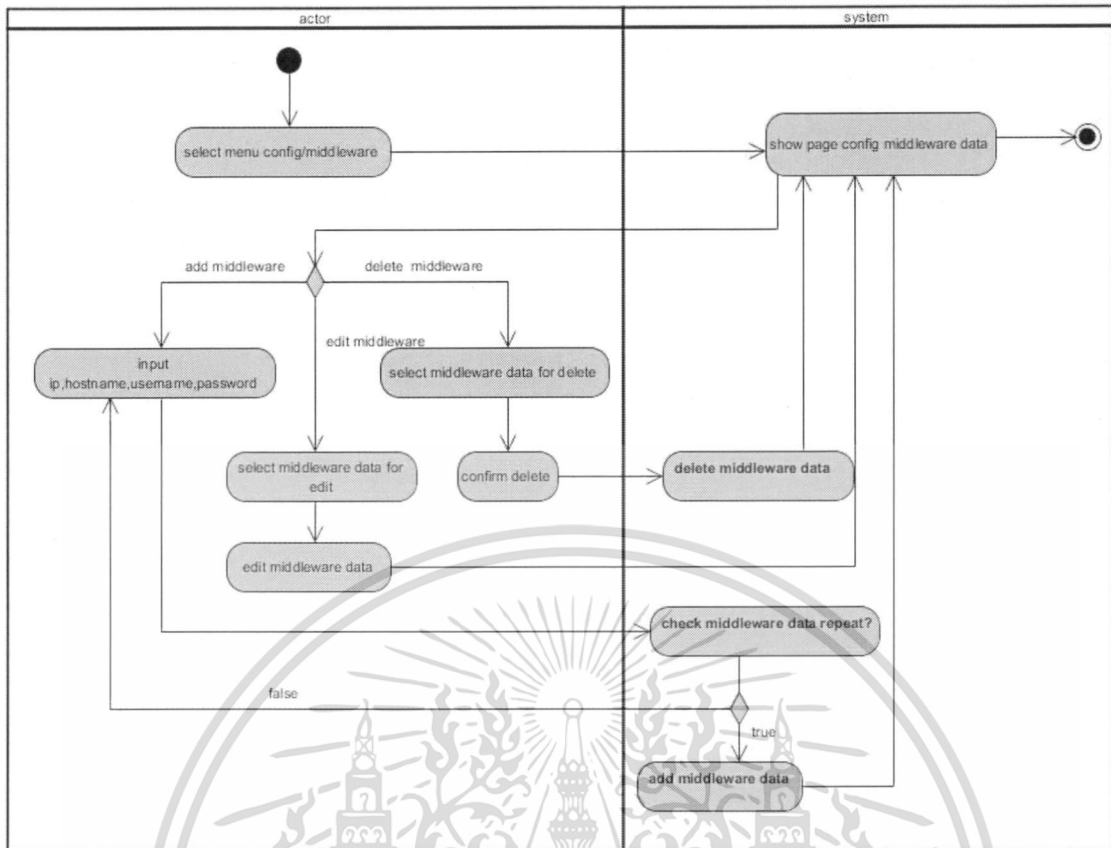 actor
system
select menu config/middleware
show page config middleware data
add middleware
delete middleware
edit middleware
input
ip,hostname,username,password
select middleware data for delete
select middleware data for
edit
confirm delete
delete middleware data
edit middleware data
check middleware data repeat?
false
true
add middleware data